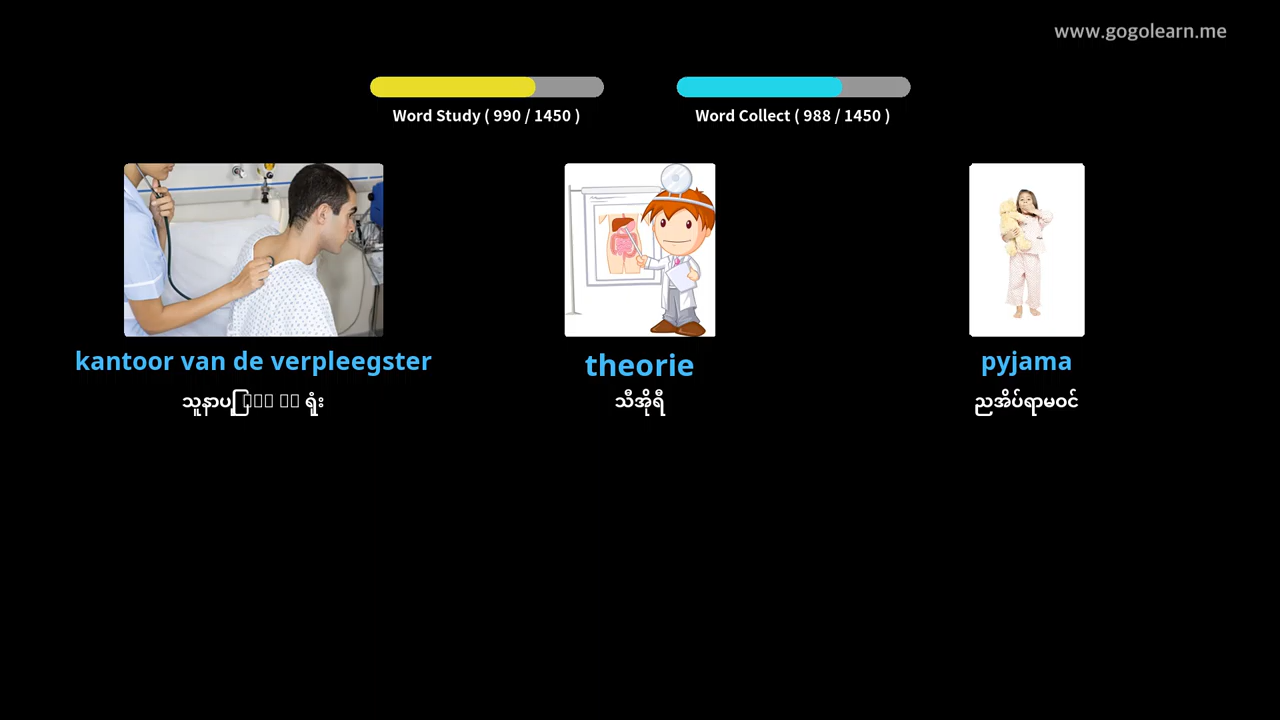 www.gogolearn.me
Word Study ( 990 / 1450 )
Word Collect ( 988 / 1450 )
kantoor van de verpleegster
theorie
pyjama
ရုံး
သီအိုရီ
ညအိပ်ရာမဝင်